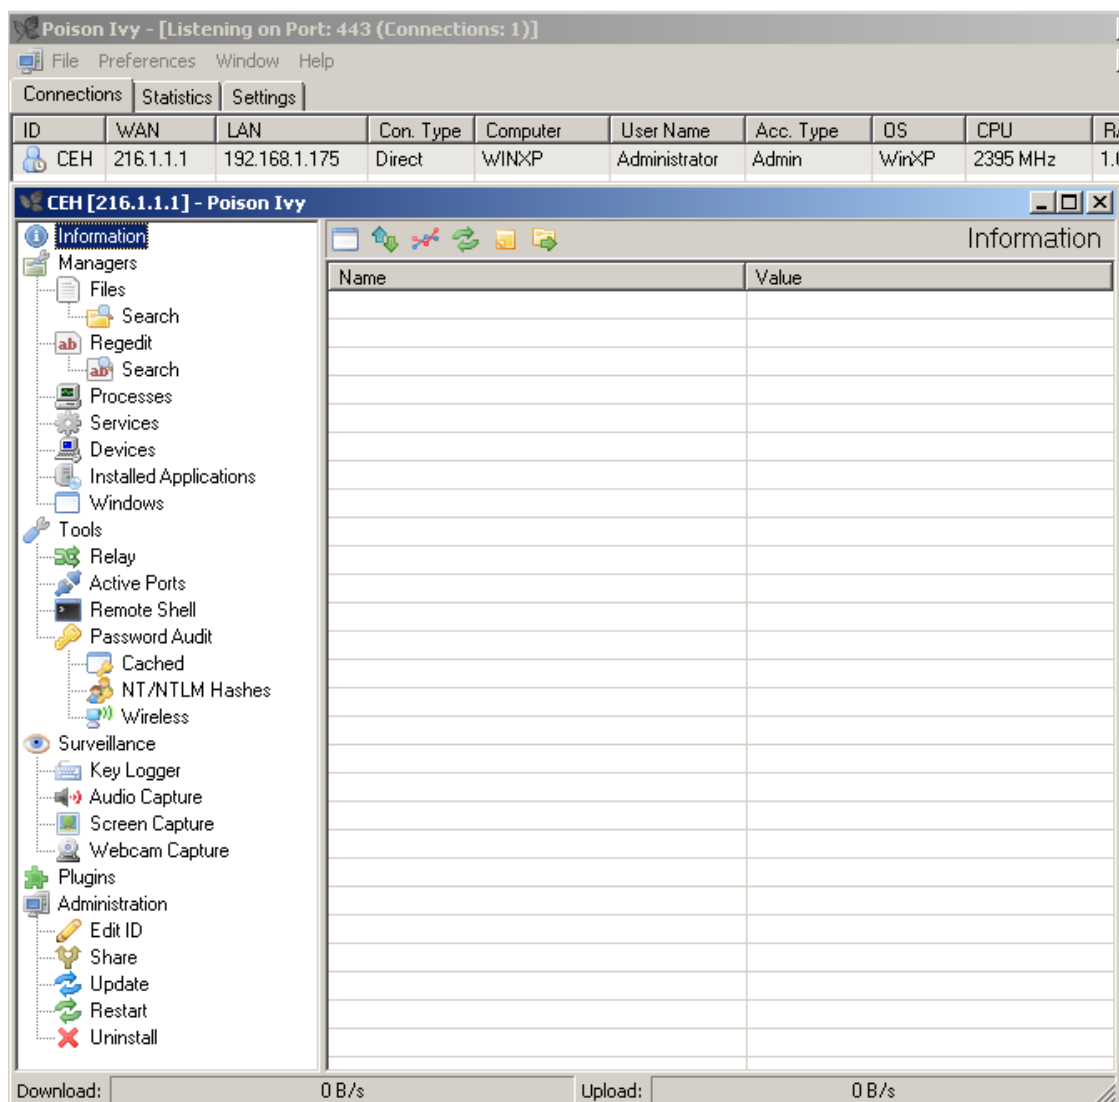 Poison Ivy - [Listening on Port: 443 (Connections: 1)]
File Preferences Window Help
Connections Statistics Settings
ID WAN LAN Con. Type Computer User Name Acc. Type OS CPU
CEH 216.1.1.1 192.168.1.175 Direct WINXP Administrator Admin WinXP 2395 MHz
CEH [216.1.1.1] - Poison Ivy
Information Information
Managers
Name Value
Files
Search
ab Regedit
ab Search
Processes
Services
Devices
Installed Applications
Windows
Tools
Relay
Active Ports
Remote Shell
Password Audit
Cached
NT/NTLM Hashes
Wireless
Surveillance
Key Logger
Audio Capture
Screen Capture
Webcam Capture
Plugins
Administration
Edit ID
Share
Update
Restart
Uninstall
Download: 0 B/s Upload: 0 B/s